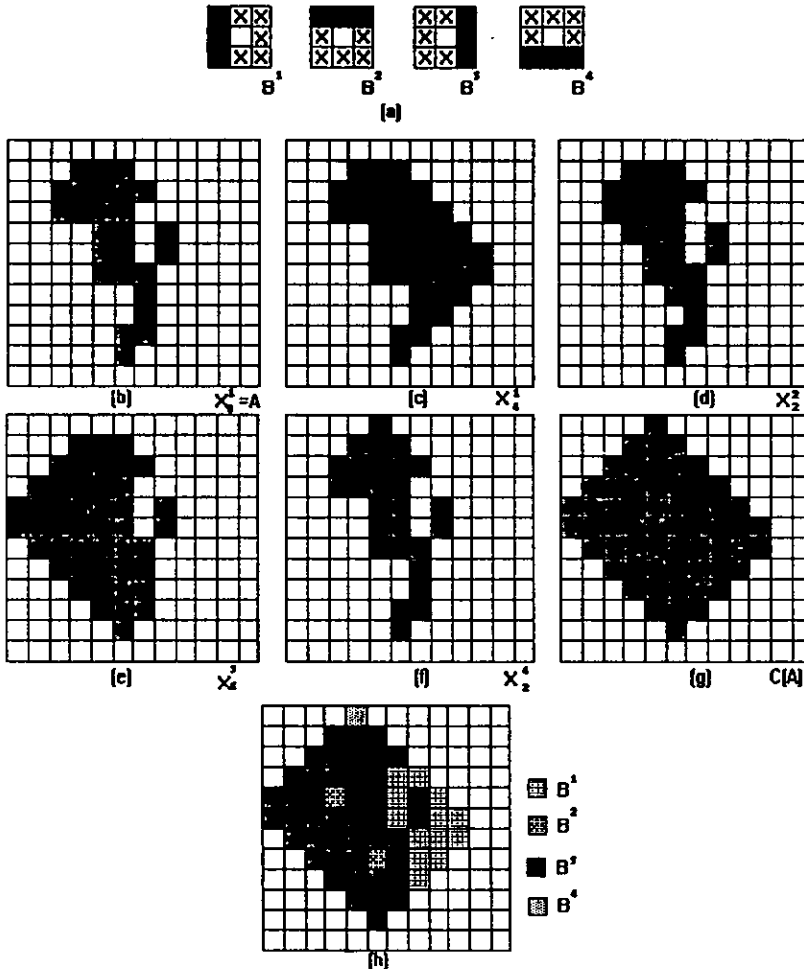 X X X X X X X X X X
X X X X X X X X
X X X X X X X
B¹ B² B³ B⁴
(a)
(b) X₀¹=A (c) X₄¹ (d) X₂²
(e) X₄³ (f) X₂⁴ (g) C(A)
B¹
B²
B³
B⁴
(h)